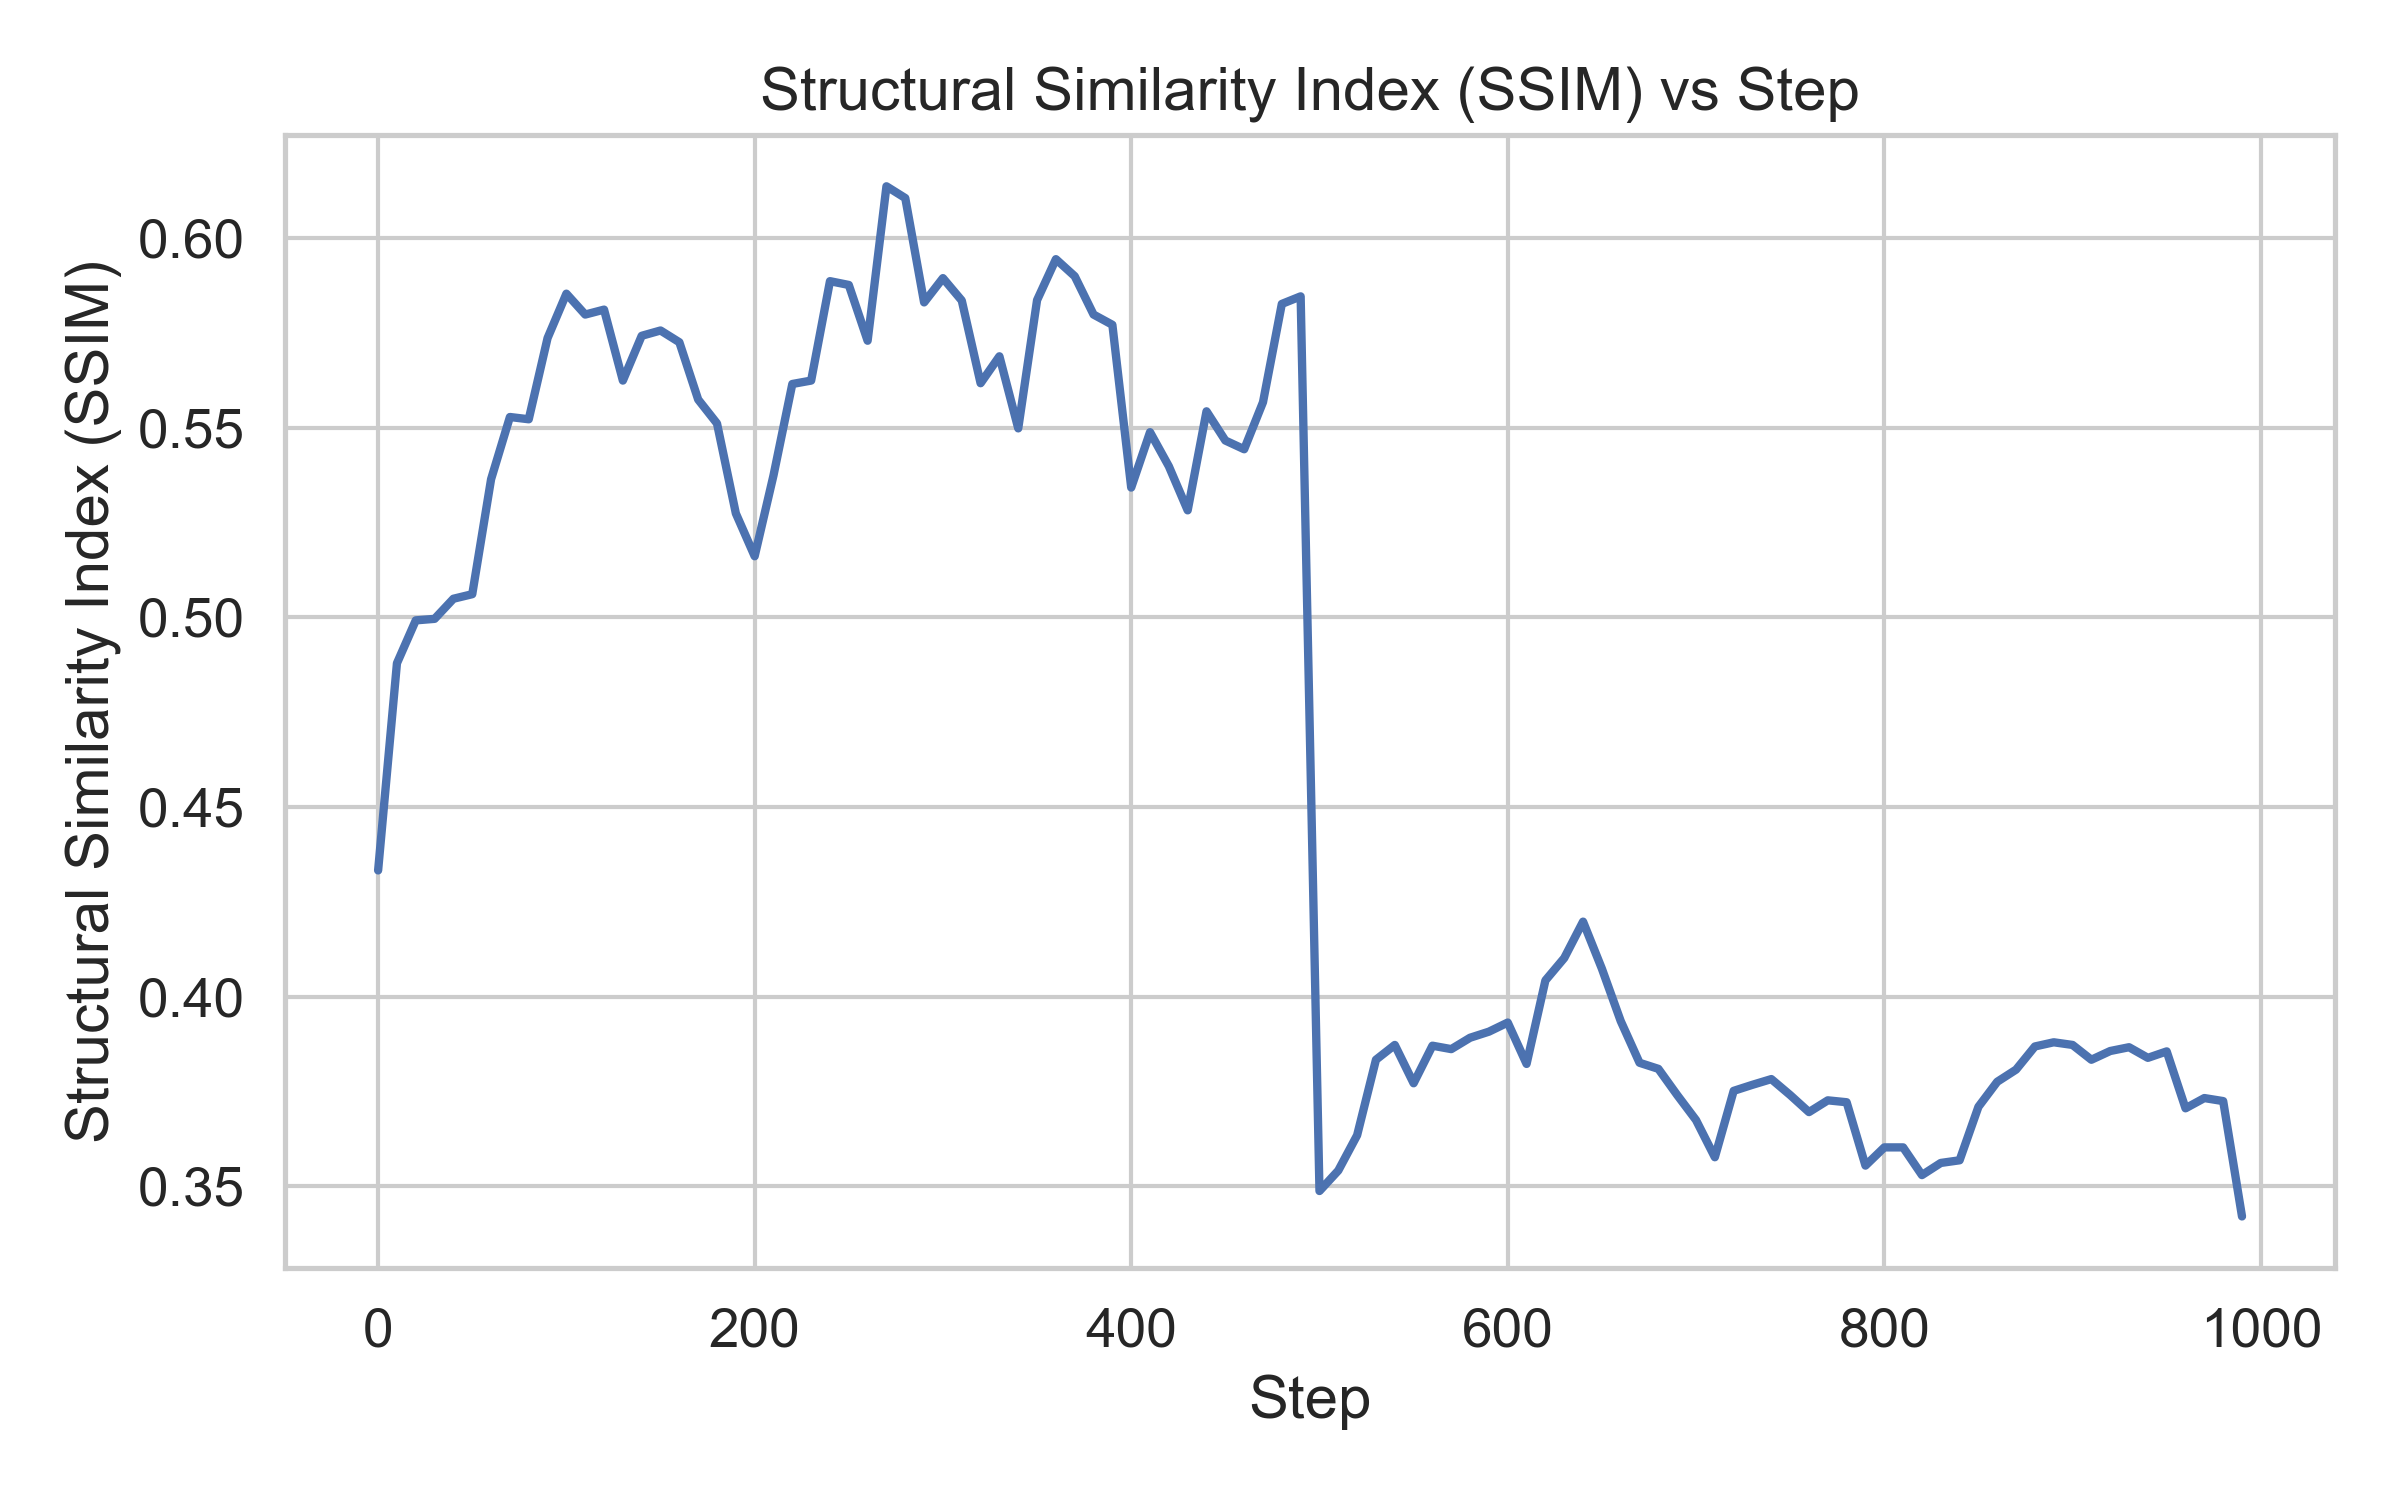 Structural Similarity Index (SSIM) vs Step
Structural Similarity Index (SSIM)
0.60
0.55
0.50
0.45
0.40
0.35
0 200 400 600 800 1000
Step